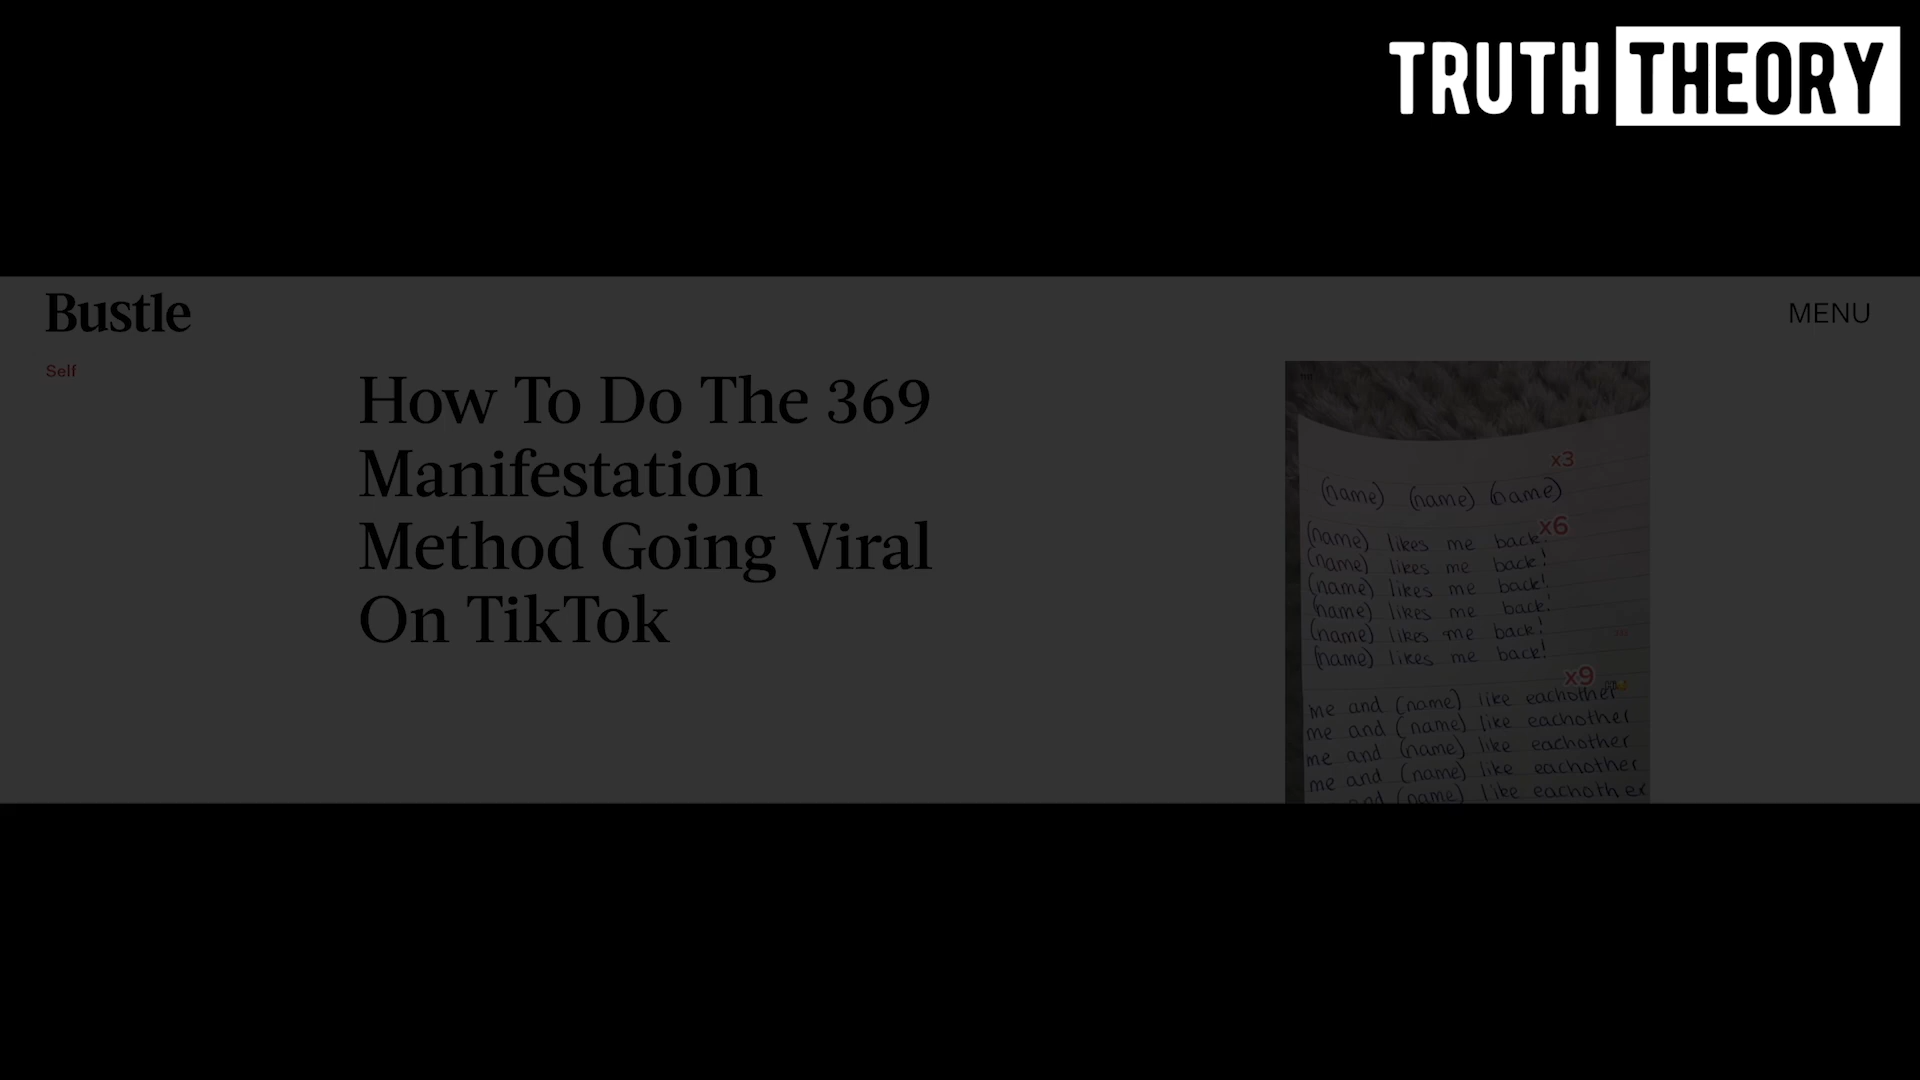 TRUTH THEORY
Bustle
MENU
Self
How To Do The 369
Manifestation
Method Going Viral
On TikTok
x3
(name) (name) (name)
x6
(name) likes me back!
(name) likes me back!
(name) likes me back!
(name) likes me back!
(name) likes me back!
(name) likes me back!
x9
me and (name) like eachother
me and (name) like eachother
me and (name) like eachother
me and (name) like eachother
and (name) like eachother